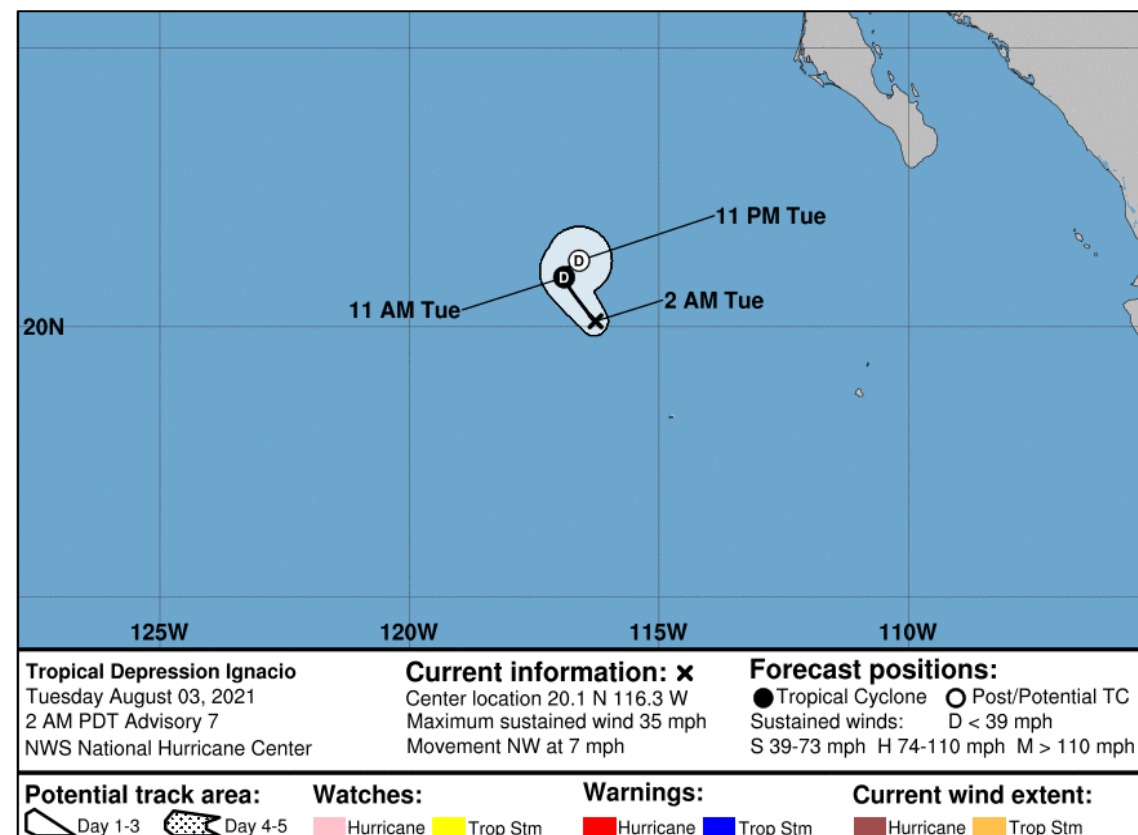 11 PM Tue
11 AM Tue
2 AM Tue
20N
125W 120W 115W 110W
D
D
Tropical Depression Ignacio
Tuesday August 03, 2021
2 AM PDT Advisory 7
NWS National Hurricane Center
Current information: ×
Center location 20.1 N 116.3 W
Maximum sustained wind 35 mph
Movement NW at 7 mph
Forecast positions:
Tropical Cyclone Post/Potential TC
Sustained winds: D < 39 mph
S 39-73 mph H 74-110 mph M > 110 mph
Potential track area:
Day 1-3 Day 4-5
Watches:
Hurricane Trop Stm
Warnings:
Hurricane Trop Stm
Current wind extent:
Hurricane Trop Stm